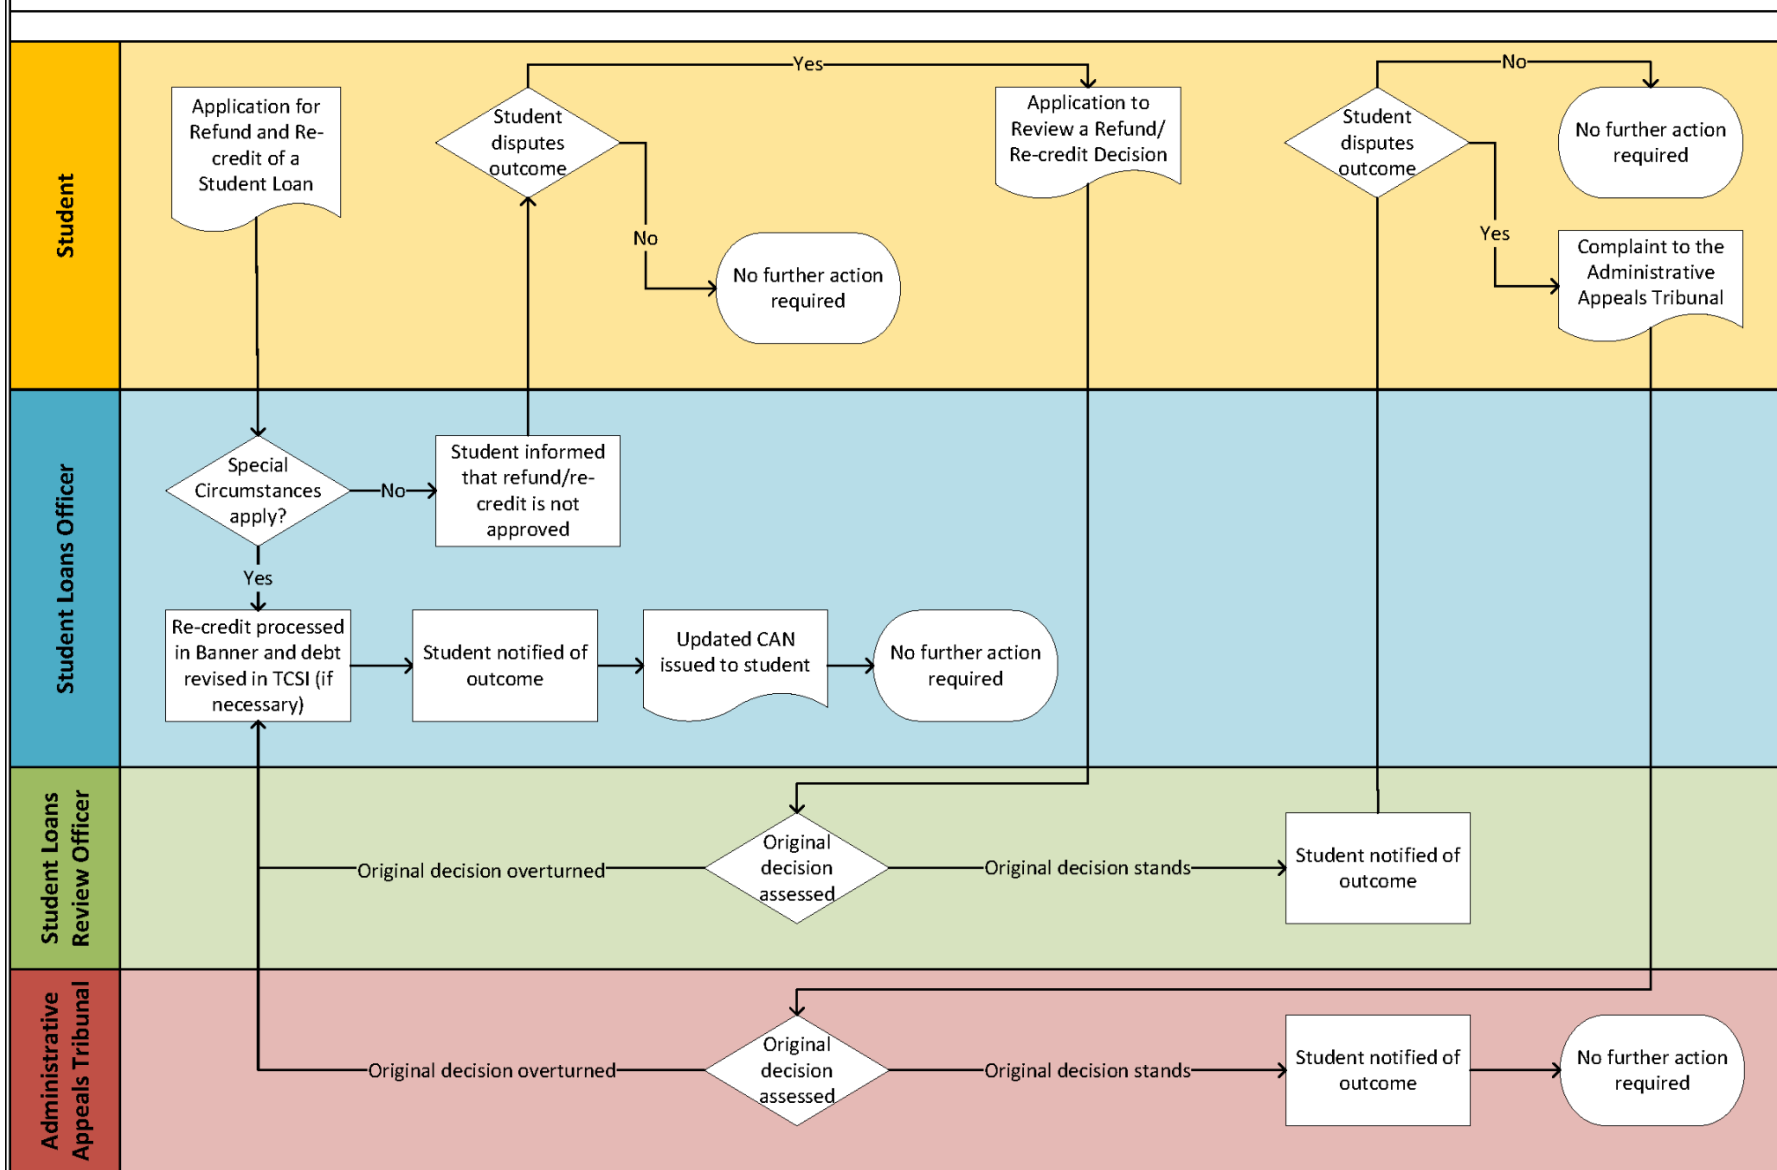 Student
Application for
Refund and Re-
credit of a
Student Loan
Student
disputes
outcome
Yes
No
No further action
required
Application to
Review a Refund/
Re-credit Decision
Student
disputes
outcome
No
No further action
required
Yes
Complaint to the
Administrative
Appeals Tribunal
Student Loans Officer
Special
Circumstances
apply?
No
Student informed
that refund/re-
credit is not
approved
Yes
Re-credit processed
in Banner and debt
revised in TCSI (if
necessary)
Student notified of
outcome
Updated CAN
issued to student
No further action
required
Student Loans
Review Officer
Original decision overturned
Original
decision
assessed
Original decision stands
Student notified of
outcome
Administrative
Appeals Tribunal
Original decision overturned
Original
decision
assessed
Original decision stands
Student notified of
outcome
No further action
required